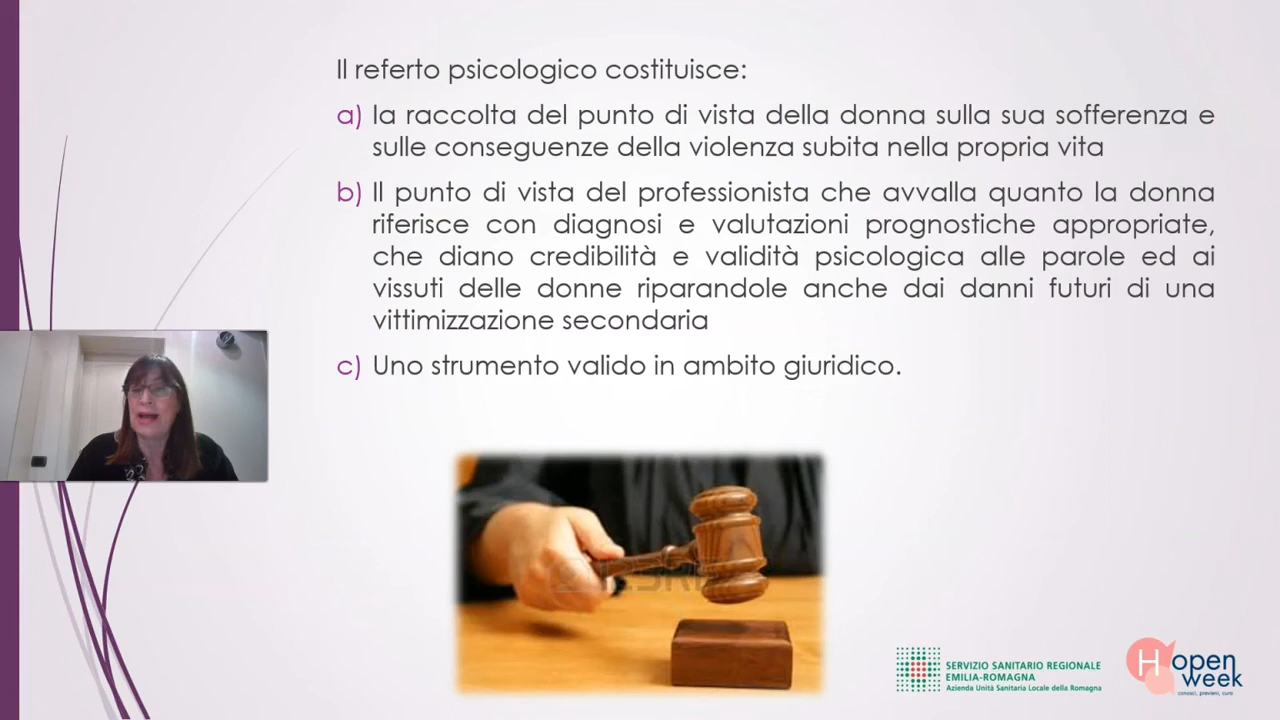 Il referto psicologico costituisce:
a) la raccolta del punto di vista della donna sulla sua sofferenza e
sulle conseguenze della violenza subita nella propria vita
b) Il punto di vista del professionista che avvalla quanto la donna
riferisce con diagnosi e valutazioni prognostiche appropriate,
che diano credibilità e validità psicologica alle parole ed ai
vissuti delle donne riparandole anche dai danni futuri di una
vittimizzazione secondaria
c) Uno strumento valido in ambito giuridico.
SERVIZIO SANITARIO REGIONALE
EMILIA-ROMAGNA
Azienda Unità Sanitaria Locale della Romagna
H open
week
conosci, previeni, cura